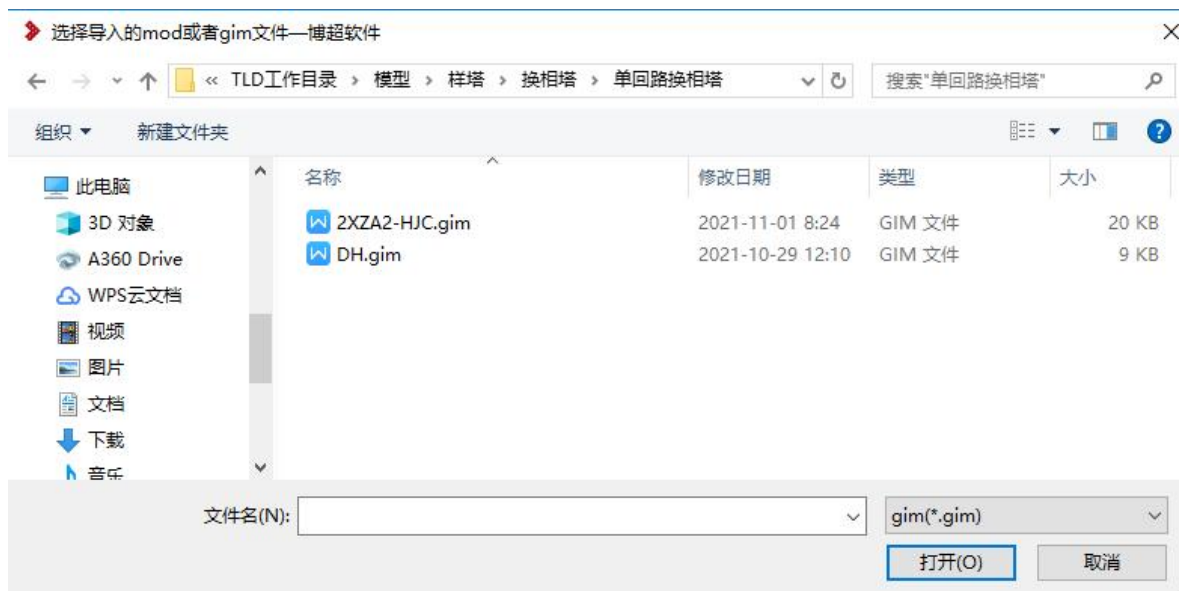 选择导入的mod或者gim文件—博超软件
« TLD工作目录 › 模型 › 样塔 › 换相塔 › 单回路换相塔
搜索"单回路换相塔"
组织
新建文件夹
名称 修改日期 类型 大小
2XZA2-HJC.gim 2021-11-01 8:24 GIM 文件 20 KB
DH.gim 2021-10-29 12:10 GIM 文件 9 KB
此电脑
3D 对象
A360 Drive
WPS云文档
视频
图片
文档
下载
音乐
文件名(N):
gim(*.gim)
打开(O) 取消